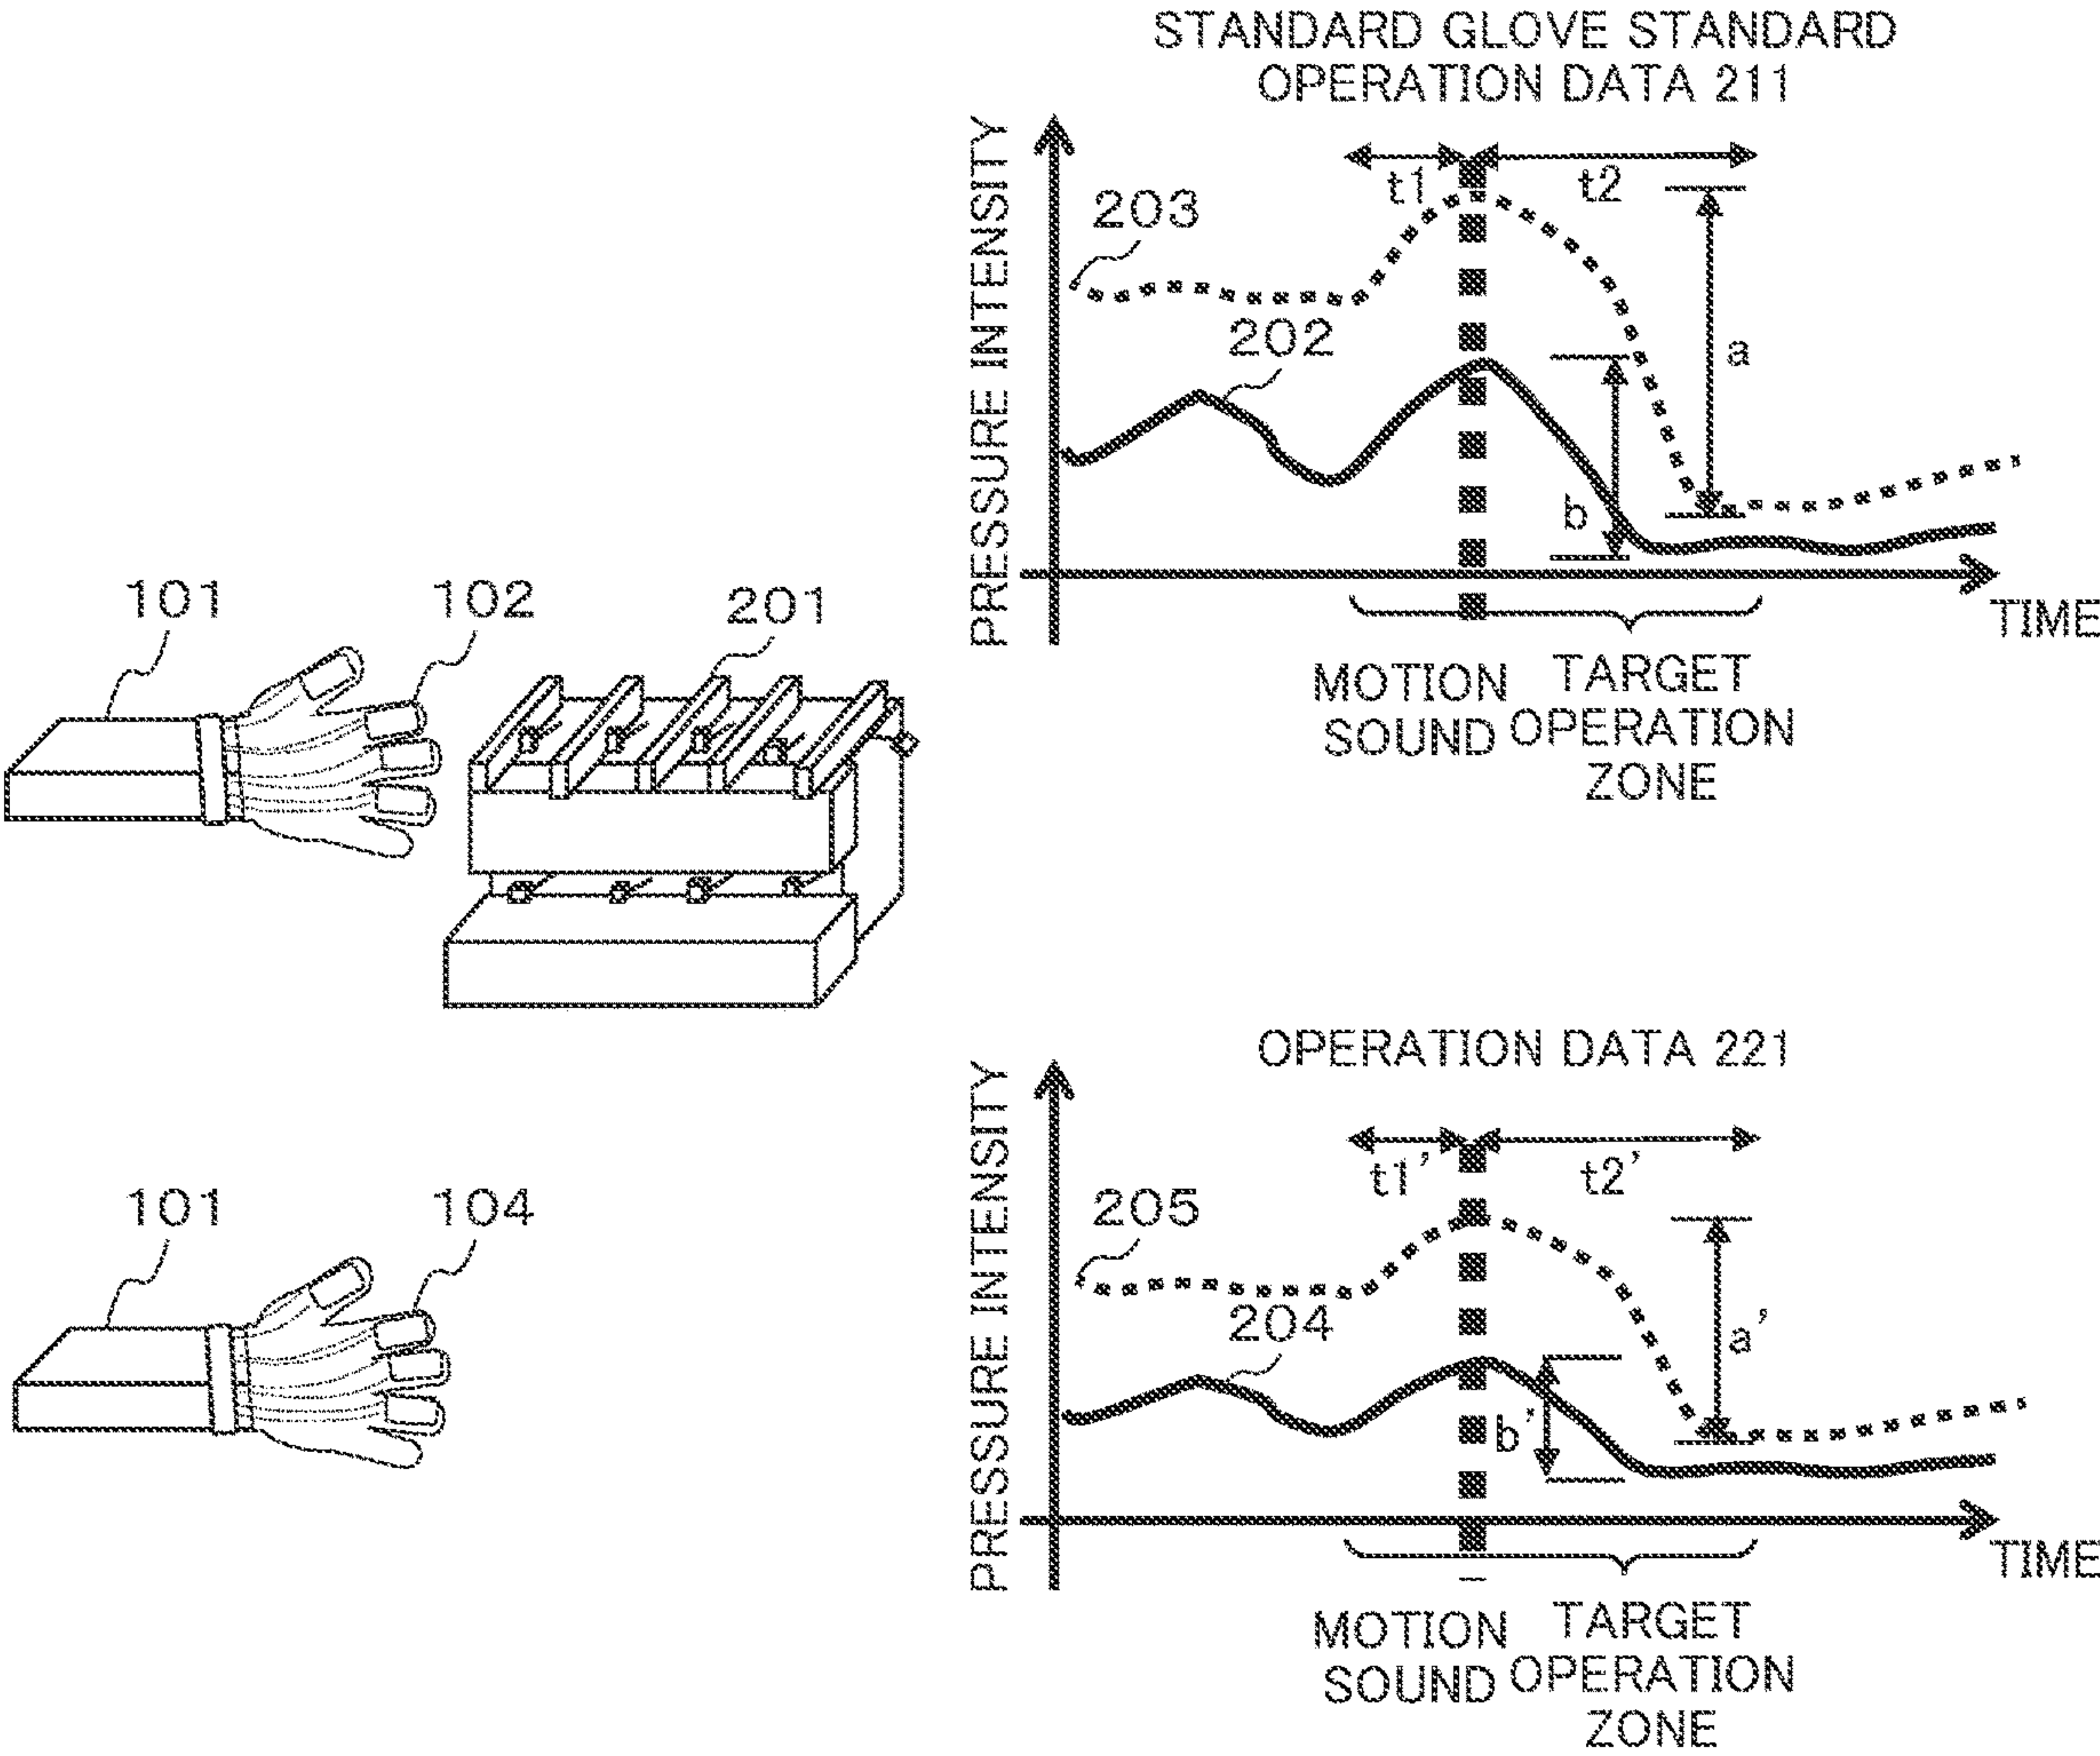 STANDARD GLOVE STANDARD
OPERATION DATA 211
PRESSURE INTENSITY
t1
t2
203
202
a
b
TIME
MOTION
SOUND
TARGET
OPERATION
ZONE
101
102
201
OPERATION DATA 221
PRESSURE INTENSITY
t1'
t2'
205
204
a'
b'
TIME
MOTION
SOUND
TARGET
OPERATION
ZONE
101
104